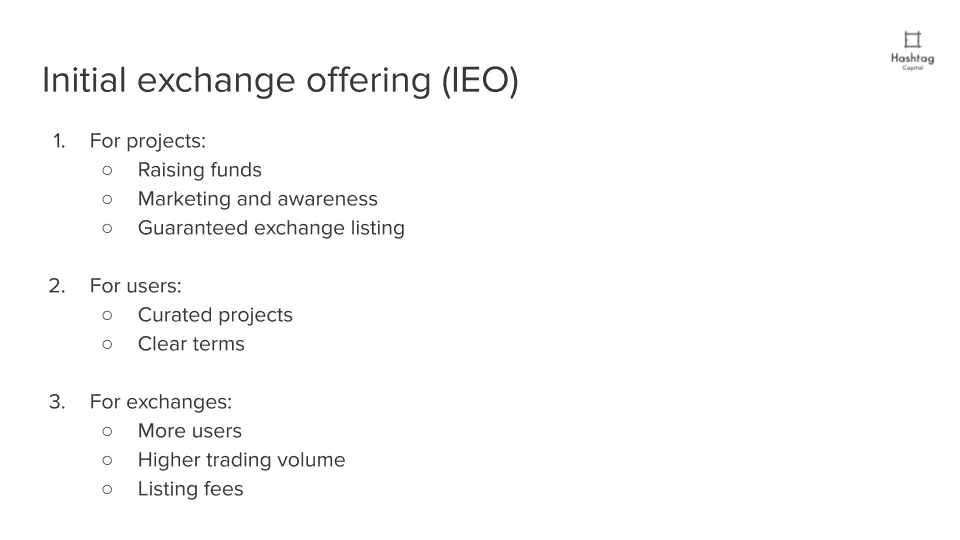 Hashtag
Capital
Initial exchange offering (IEO)
1. For projects:
○ Raising funds
○ Marketing and awareness
○ Guaranteed exchange listing
2. For users:
○ Curated projects
○ Clear terms
3. For exchanges:
○ More users
○ Higher trading volume
○ Listing fees